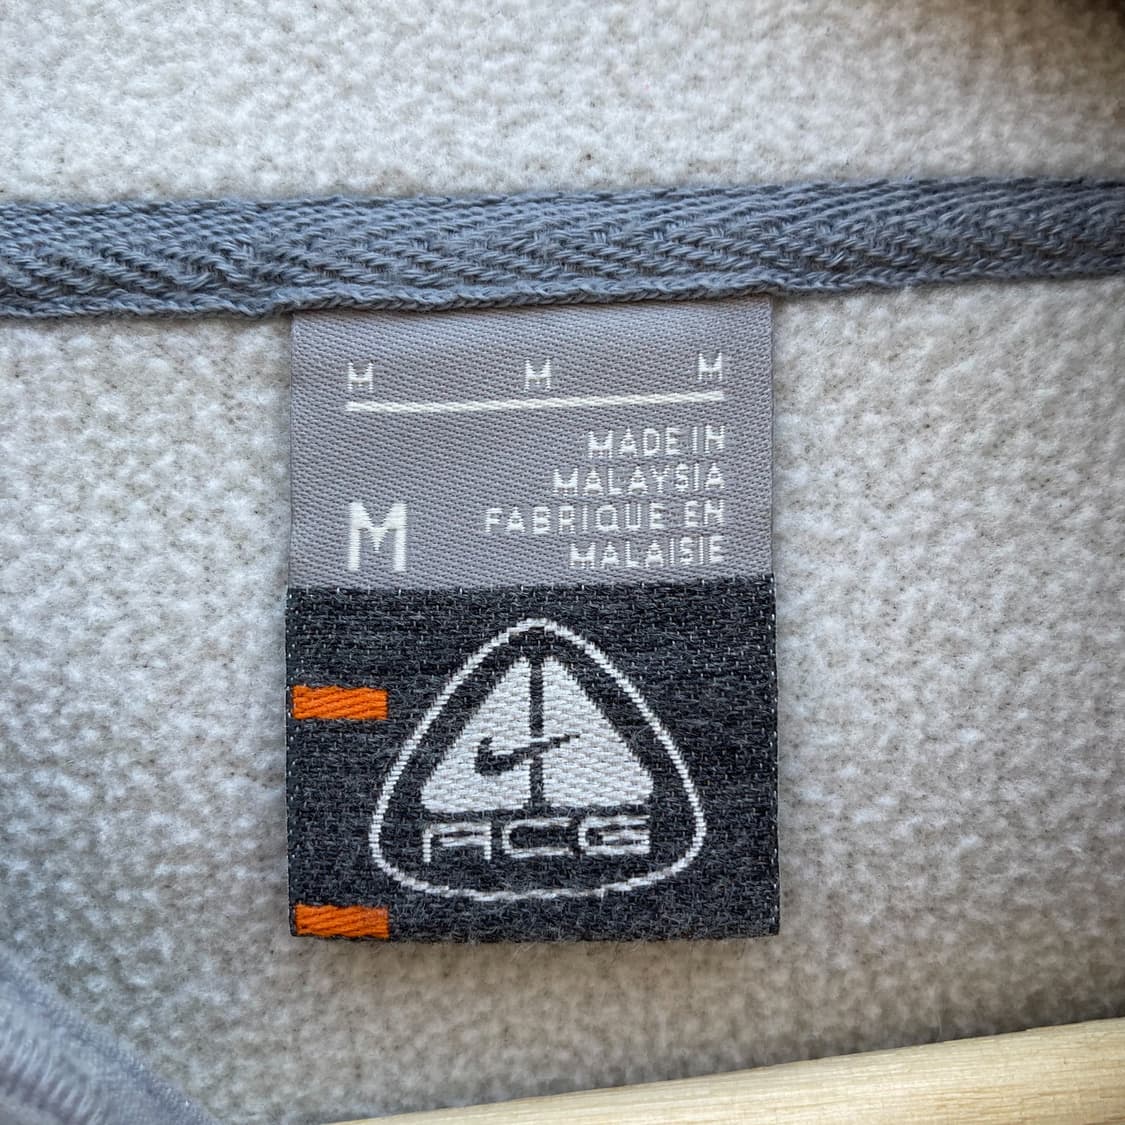 M M M
MADE IN
MALAYSIA
FABRIQUE EN
MALAISIE
M
ACG